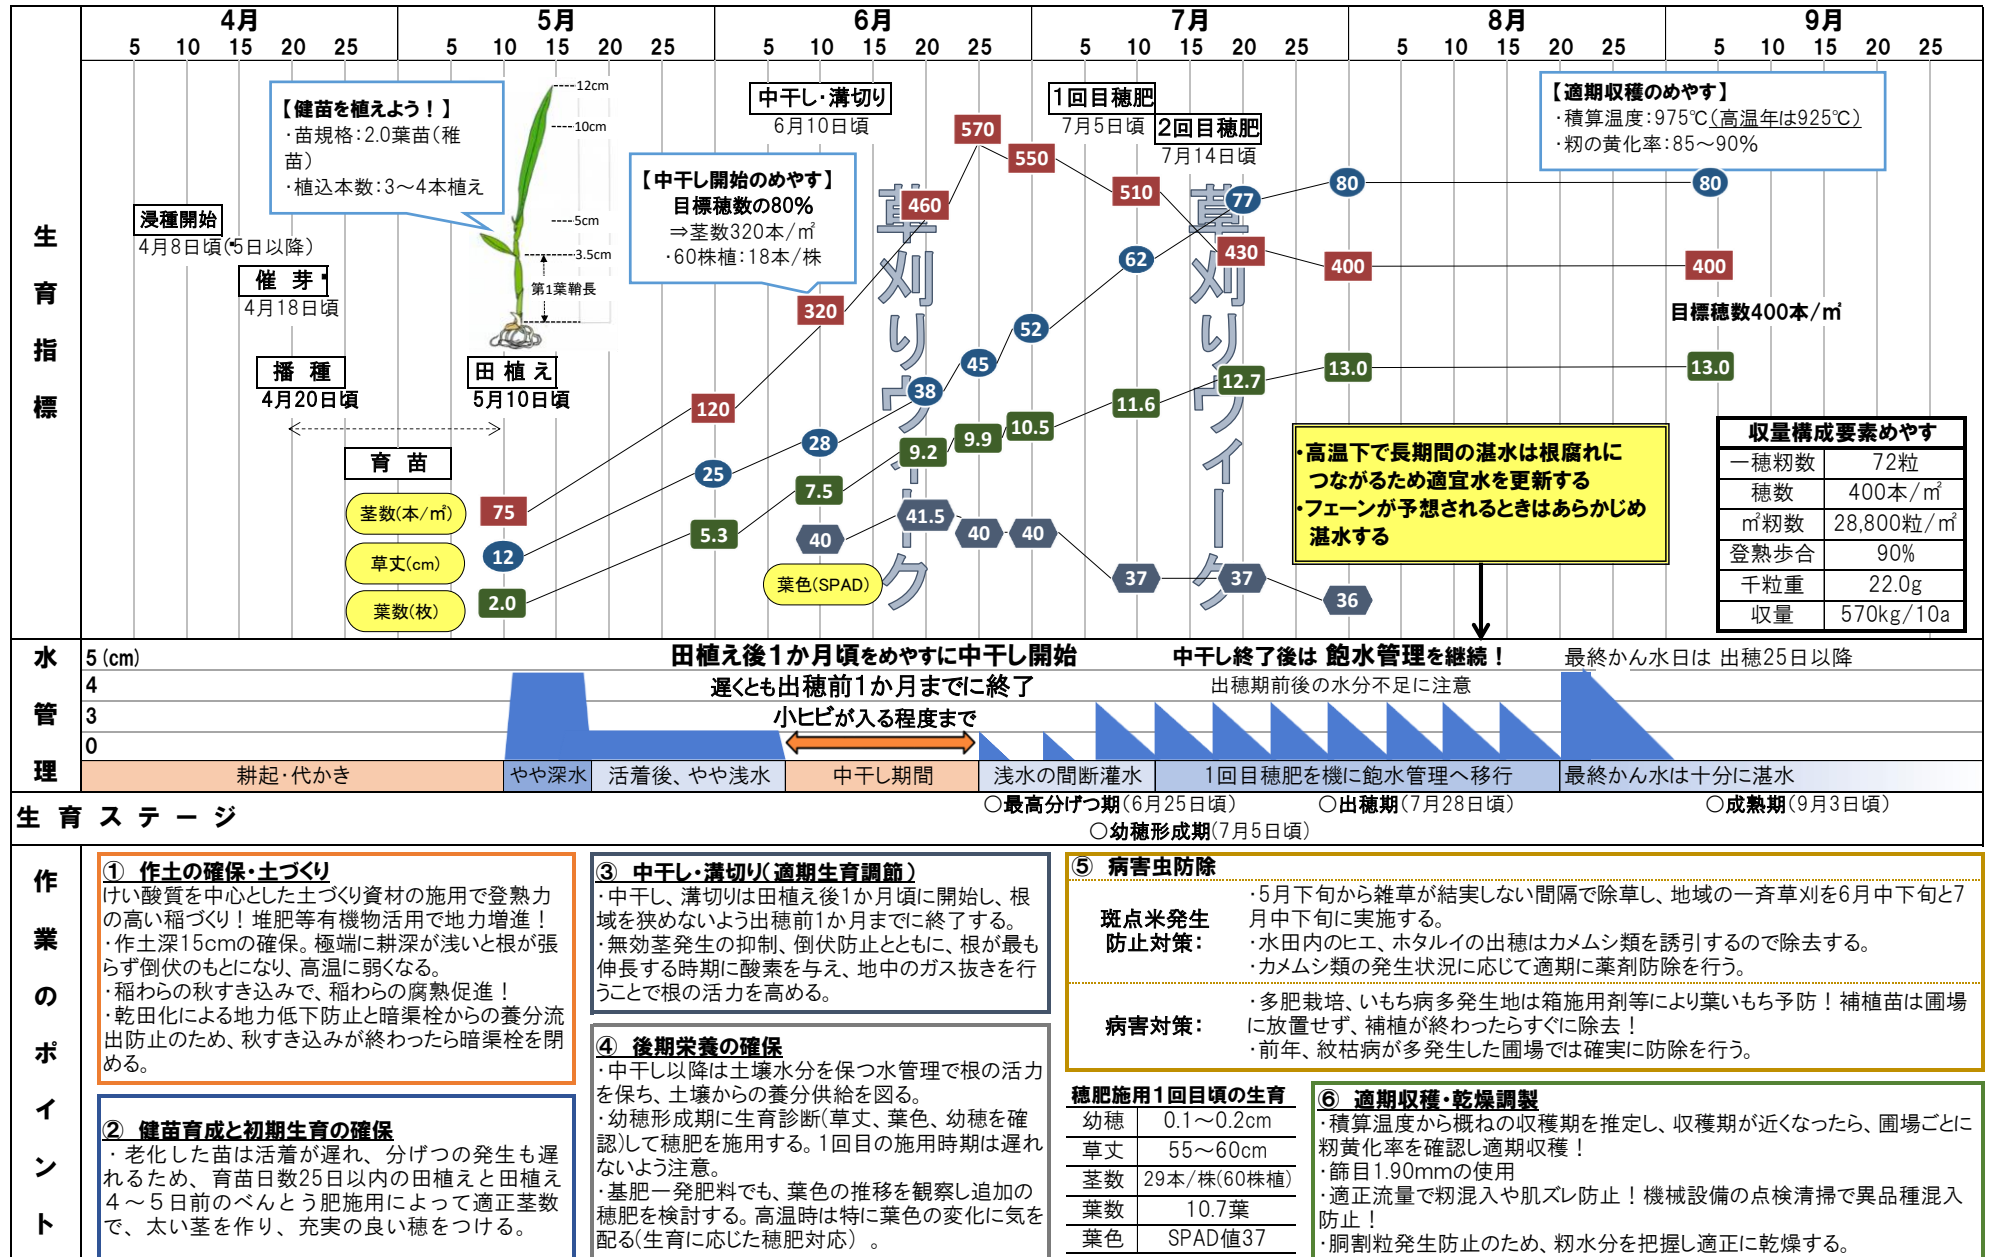 4月 5月 6月 7月 8月 9月
5 10 15 20 25 5 10 15 20 25 5 10 15 20 25 5 10 15 20 25 5 10 15 20 25 5 10 15 20 25
生育指標
【健苗を植えよう！】
・苗規格：2.0葉苗（稚
苗）
・植込本数：3～4本植え
12cm
10cm
5cm
3.5cm
第1葉鞘長
浸種開始
4月8日頃（5日以降）
催 芽
4月18日頃
播 種
4月20日頃
育 苗
田 植 え
5月10日頃
中干し・溝切り
6月10日頃
【中干し開始のめやす】
目標穂数の80%
⇒茎数320本/㎡
・60株植：18本/株
1回目穂肥
7月5日頃
2回目穂肥
7月14日頃
【適期収穫のめやす】
・積算温度：975℃（高温年は925℃）
・籾の黄化率：85～90%
草刈りウィーク
草刈りウィーク
茎数(本/㎡)
75 120 320 460 570 550 510 430 400 400
目標穂数400本/㎡
草丈(cm)
12 25 28 38 45 52 62 77 80 80
葉数(枚)
2.0 5.3 7.5 9.2 9.9 10.5 11.6 12.7 13.0 13.0
葉色(SPAD)
40 41.5 40 40 37 37 36
・高温下で長期間の湛水は根腐れに
つながるため適宜水を更新する
・フェーンが予想されるときはあらかじめ
湛水する
収量構成要素めやす
一穂籾数 72粒
穂数 400本/㎡
㎡籾数 28,800粒/㎡
登熟歩合 90%
千粒重 22.0g
収量 570kg/10a
水管理
5 (cm)
4
3
0
田植え後1か月頃をめやすに中干し開始
遅くとも出穂前1か月までに終了
小ヒビが入る程度まで
中干し終了後は 飽水管理を継続！
出穂期前後の水分不足に注意
最終かん水日は 出穂25日以降
耕起・代かき
やや深水
活着後、やや浅水
中干し期間
浅水の間断灌水
1回目穂肥を機に飽水管理へ移行
最終かん水は十分に湛水
生育ステージ
○最高分げつ期(6月25日頃)
○出穂期(7月28日頃)
○成熟期(9月3日頃)
○幼穂形成期(7月5日頃)
作業のポイント
① 作土の確保・土づくり
けい酸質を中心とした土づくり資材の施用で登熟力
の高い稲づくり！堆肥等有機物活用で地力増進！
・作土深15cmの確保。極端に耕深が浅いと根が張
らず倒伏のもとになり、高温に弱くなる。
・稲わらの秋すき込みで、稲わらの腐熟促進！
・乾田化による地力低下防止と暗渠栓からの養分流
出防止のため、秋すき込みが終わったら暗渠栓を閉
める。
② 健苗育成と初期生育の確保
・ 老化した苗は活着が遅れ、分げつの発生も遅
れるため、 育苗日数25日以内の田植えと田植え
４～５日前のべんとう肥施用によって適正茎数
で、 太い茎を作り、 充実の良い穂をつける。
③ 中干し・溝切り（適期生育調節）
・中干し、溝切りは田植え後1か月頃に開始し、根
域を狭めないよう出穂前1か月までに終了する。
・無効茎発生の抑制、倒伏防止とともに、根が最も
伸長する時期に酸素を与え、地中のガス抜きを行
うことで根の活力を高める。
④ 後期栄養の確保
・中干し以降は土壌水分を保つ水管理で根の活力
を保ち、土壌からの養分供給を図る。
・幼穂形成期に生育診断(草丈、葉色、幼穂を確
認)して穂肥を施用する。1回目の施用時期は遅れ
ないよう注意。
・基肥一発肥料でも、葉色の推移を観察し追加の
穂肥を検討する。高温時は特に葉色の変化に気を
配る(生育に応じた穂肥対応) 。
⑤ 病害虫防除
斑点米発生
防止対策：
・5月下旬から雑草が結実しない間隔で除草し、地域の一斉草刈を6月中下旬と7
月中下旬に実施する。
・水田内のヒエ、ホタルイの出穂はカメムシ類を誘引するので除去する。
・カメムシ類の発生状況に応じて適期に薬剤防除を行う。
病害対策：
・多肥栽培、いもち病多発生地は箱施用剤等により葉いもち予防！補植苗は圃場
に放置せず、補植が終わったらすぐに除去！
・前年、紋枯病が多発生した圃場では確実に防除を行う。
穂肥施用1回目頃の生育
幼穂 0.1～0.2cm
草丈 55～60cm
茎数 29本/株(60株植)
葉数 10.7葉
葉色 SPAD値37
⑥ 適期収穫・乾燥調製
・積算温度から概ねの収穫期を推定し、収穫期が近くなったら、圃場ごとに
籾黄化率を確認し適期収穫！
・篩目1.90mmの使用
・適正流量で籾混入や肌ズレ防止！機械設備の点検清掃で異品種混入
防止！
・胴割粒発生防止のため、籾水分を把握し適正に乾燥する。